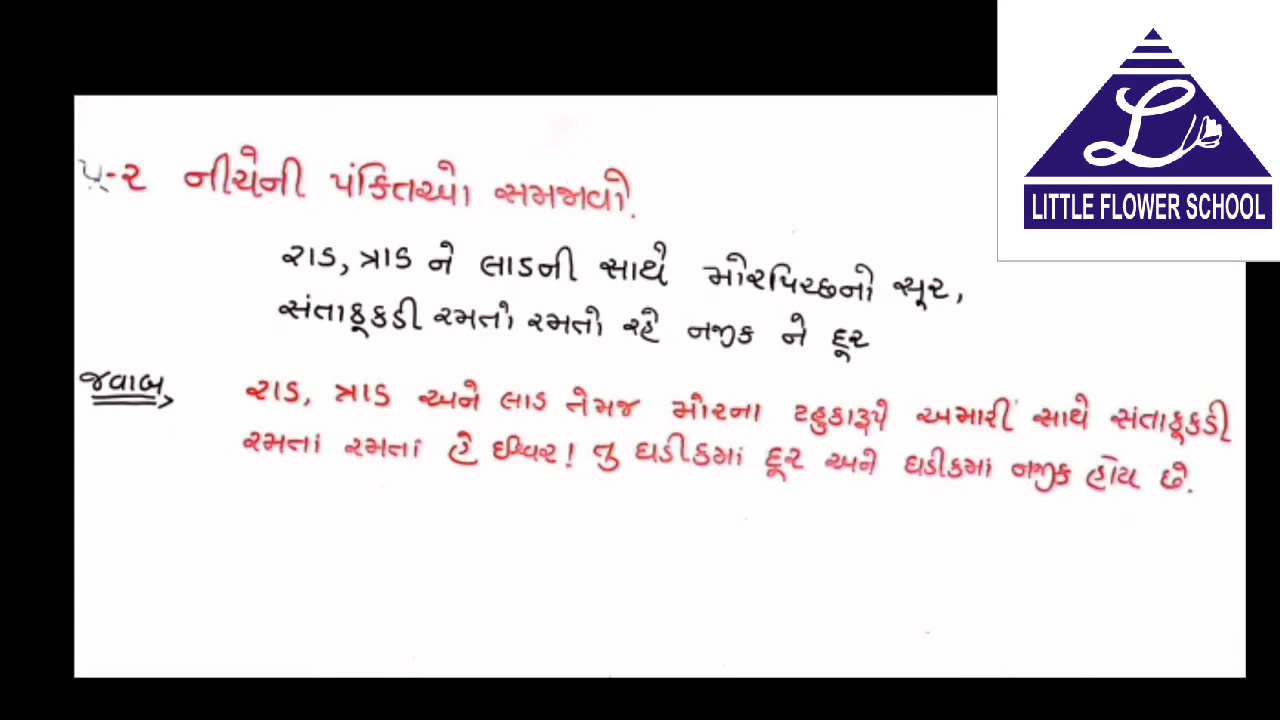 પ્ર-૨ નીચેની પંકિતઓ સમજાવો.
રાડ, ત્રાડ ને લાડની સાથે મોરપિચ્છનો સૂર,
સંતાકૂકડી રમતો રમતો રહે નજીક ને દૂર
જવાબ
રાડ, ત્રાડ અને લાડ તેમજ મોરના ટહુકારૂપે અમારી સાથે સંતાકૂકડી
રમતાં રમતાં હે ઈશ્વિર! તુ ઘડીકમાં દૂર અને ઘડીકમાં નજીક હોય છે.
L
LITTLE FLOWER SCHOOL